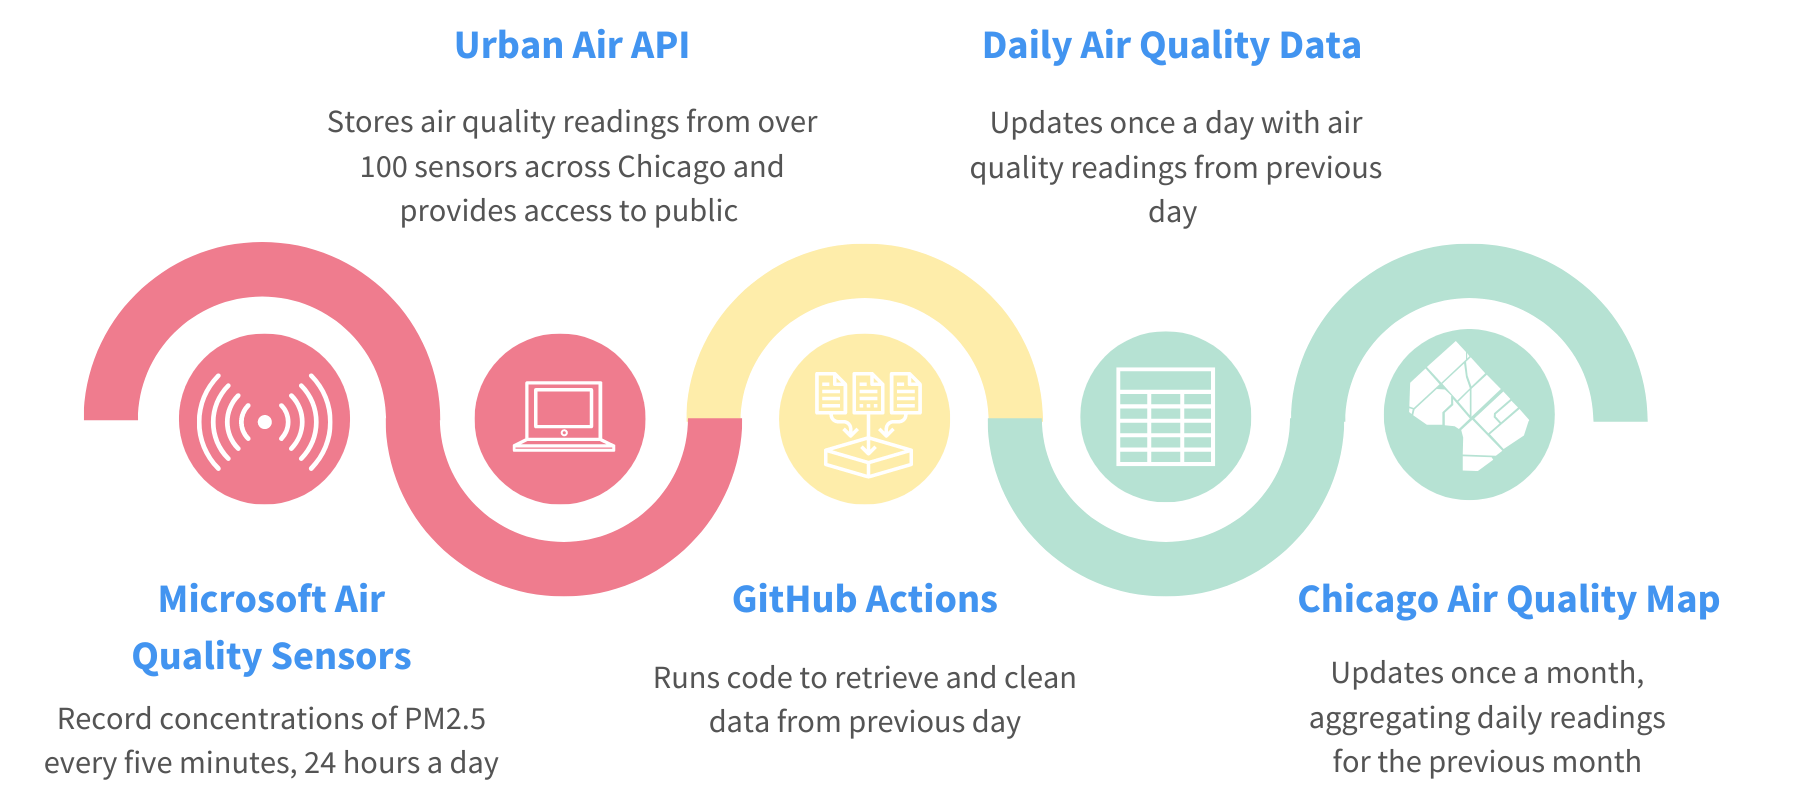 Urban Air API
Stores air quality readings from over
100 sensors across Chicago and
provides access to public
Daily Air Quality Data
Updates once a day with air
quality readings from previous
day
Microsoft Air
Quality Sensors
Record concentrations of PM2.5
every five minutes, 24 hours a day
GitHub Actions
Runs code to retrieve and clean
data from previous day
Chicago Air Quality Map
Updates once a month,
aggregating daily readings
for the previous month